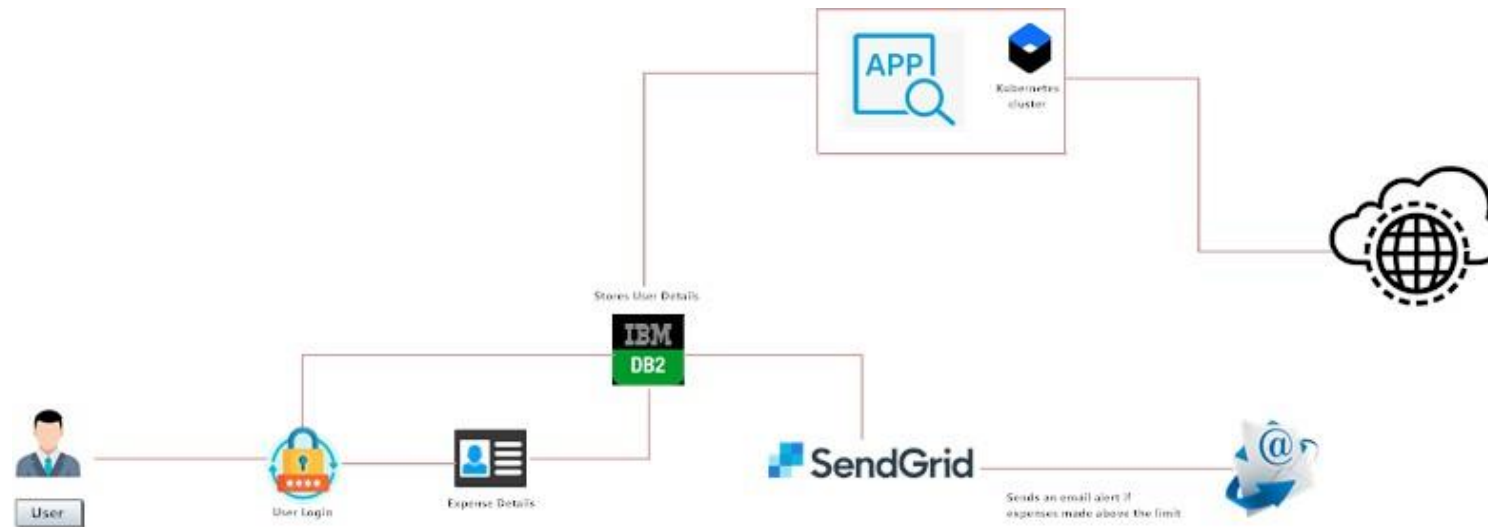 APP
Kubernetes
cluster
Stores User Details
IBM
DB2
User
User Login
Expense Details
SendGrid
@
Sends an email alert if
expenses made above the limit